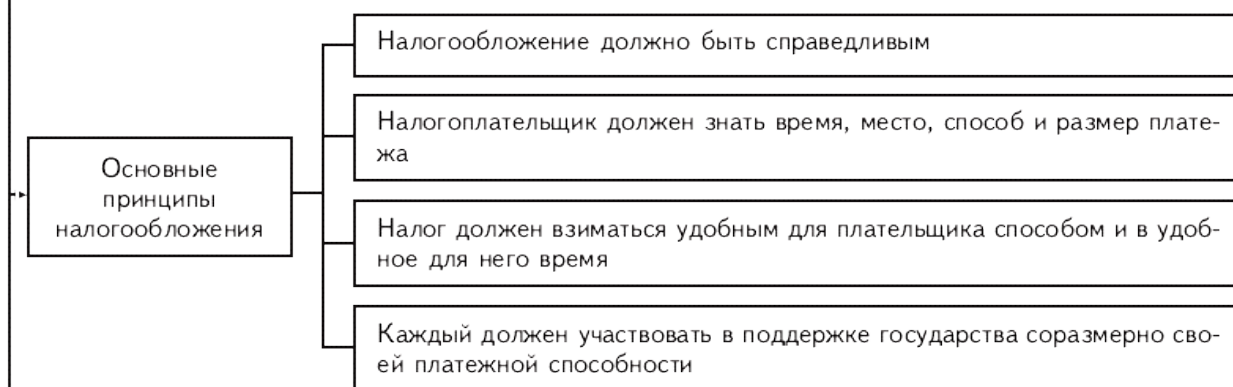 Налогообложение должно быть справедливым
Налогоплательщик должен знать время, место, способ и размер плате-
жа
Основные
принципы
налогообложения
Налог должен взиматься удобным для плательщика способом и в удоб-
ное для него время
Каждый должен участвовать в поддержке государства соразмерно сво-
ей платежной способности